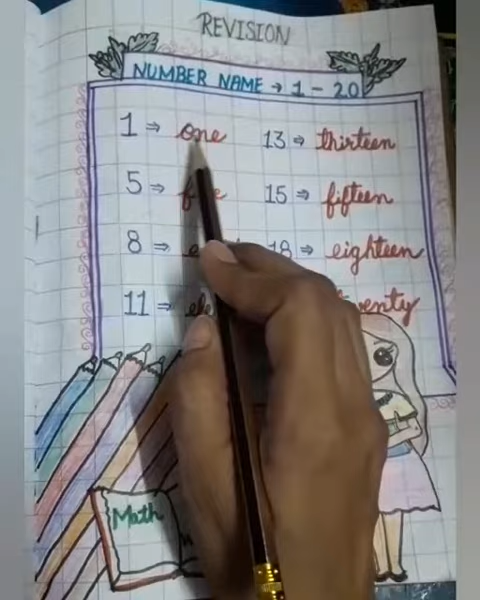 REVISION
NUMBER NAME → 1 - 20
1 ⇒ one 13 ⇒ thirteen
5 ⇒ 15 ⇒ fifteen
8 ⇒ 18 ⇒ eighteen
11 ⇒
Math